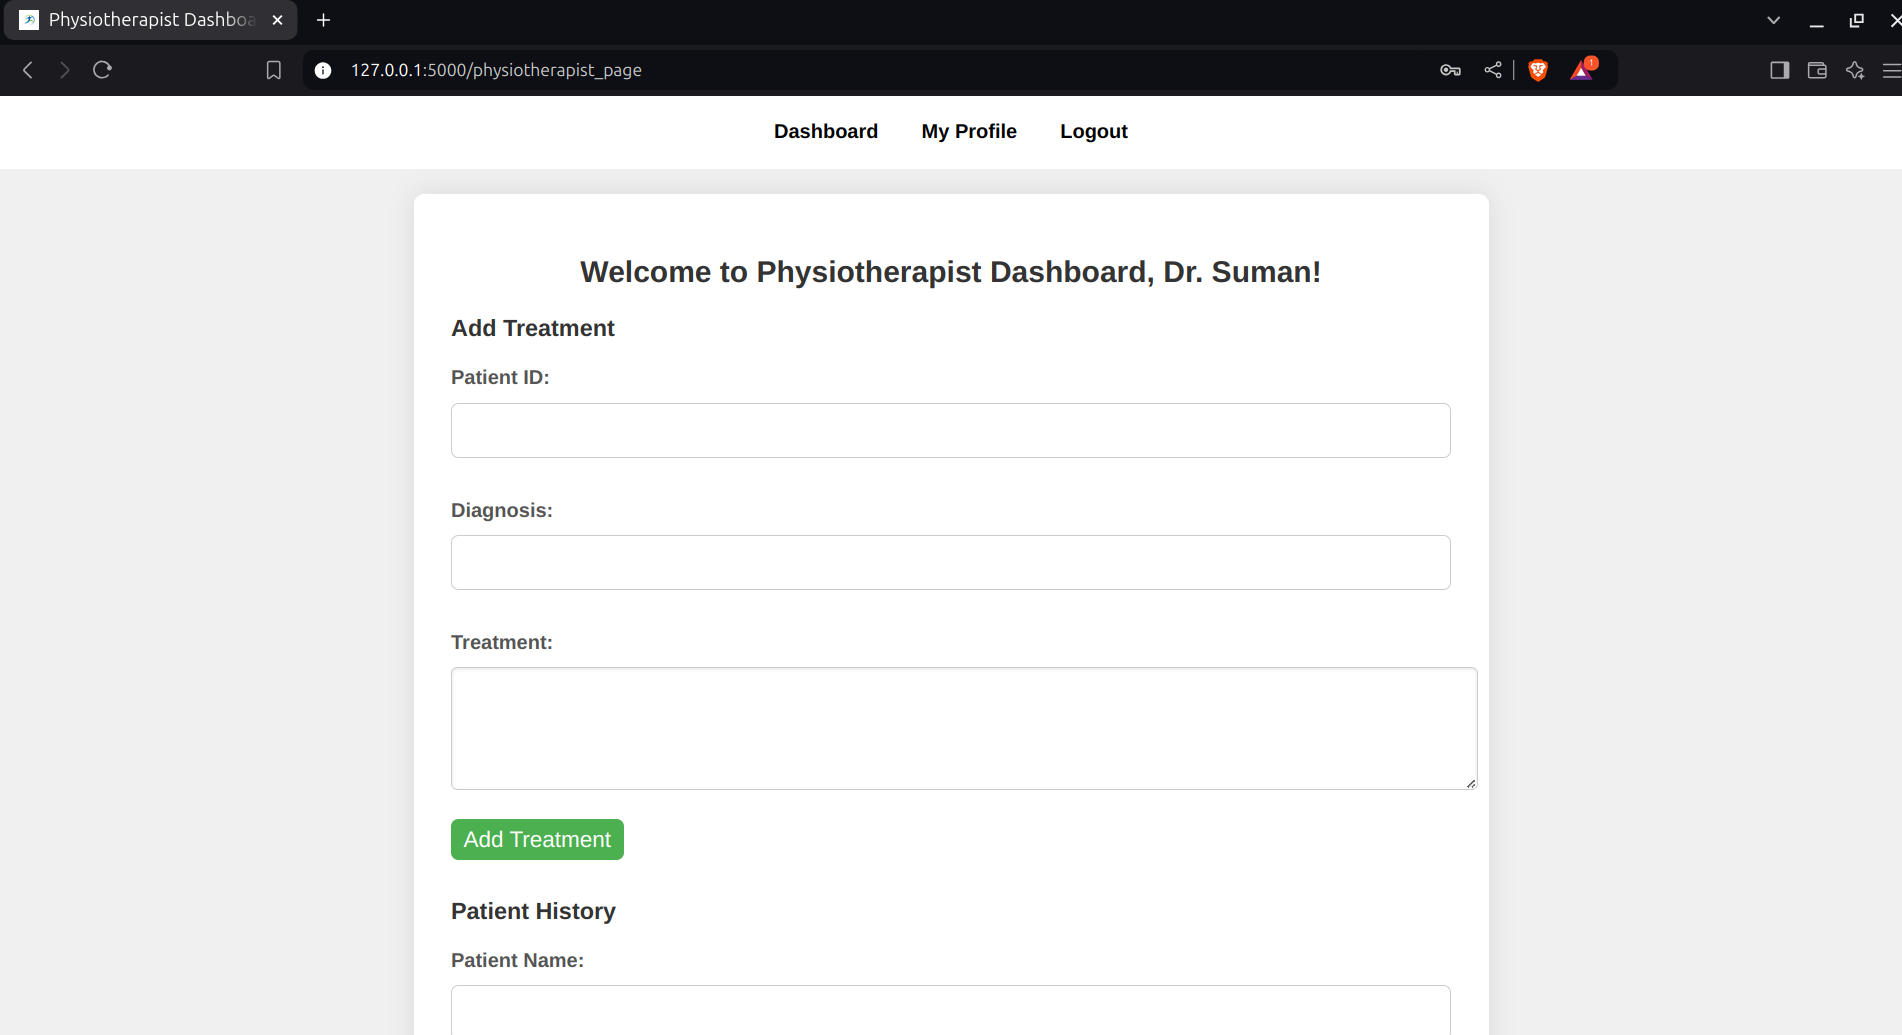 Physiotherapist Dashboa
127.0.0.1:5000/physiotherapist_page
1
Dashboard My Profile Logout
Welcome to Physiotherapist Dashboard, Dr. Suman!
Add Treatment
Patient ID:
Diagnosis:
Treatment:
Add Treatment
Patient History
Patient Name: